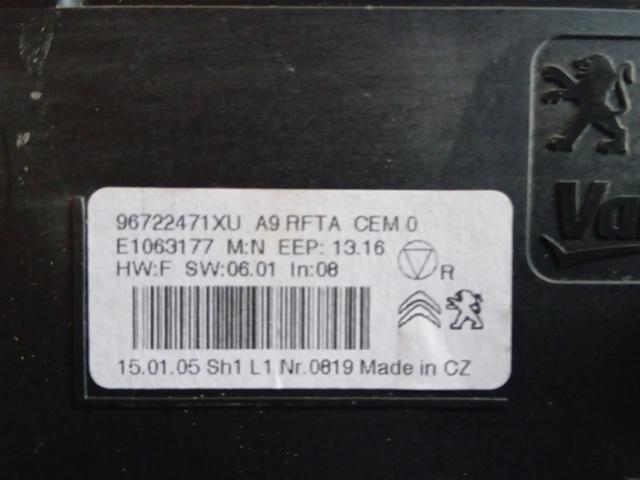 96722471XU A9 RFTA CEM 0
E1063177 M:N EEP: 13.16
HW:F SW:06.01 In:08
R
15.01.05 Sh1 L1 Nr.0819 Made in CZ